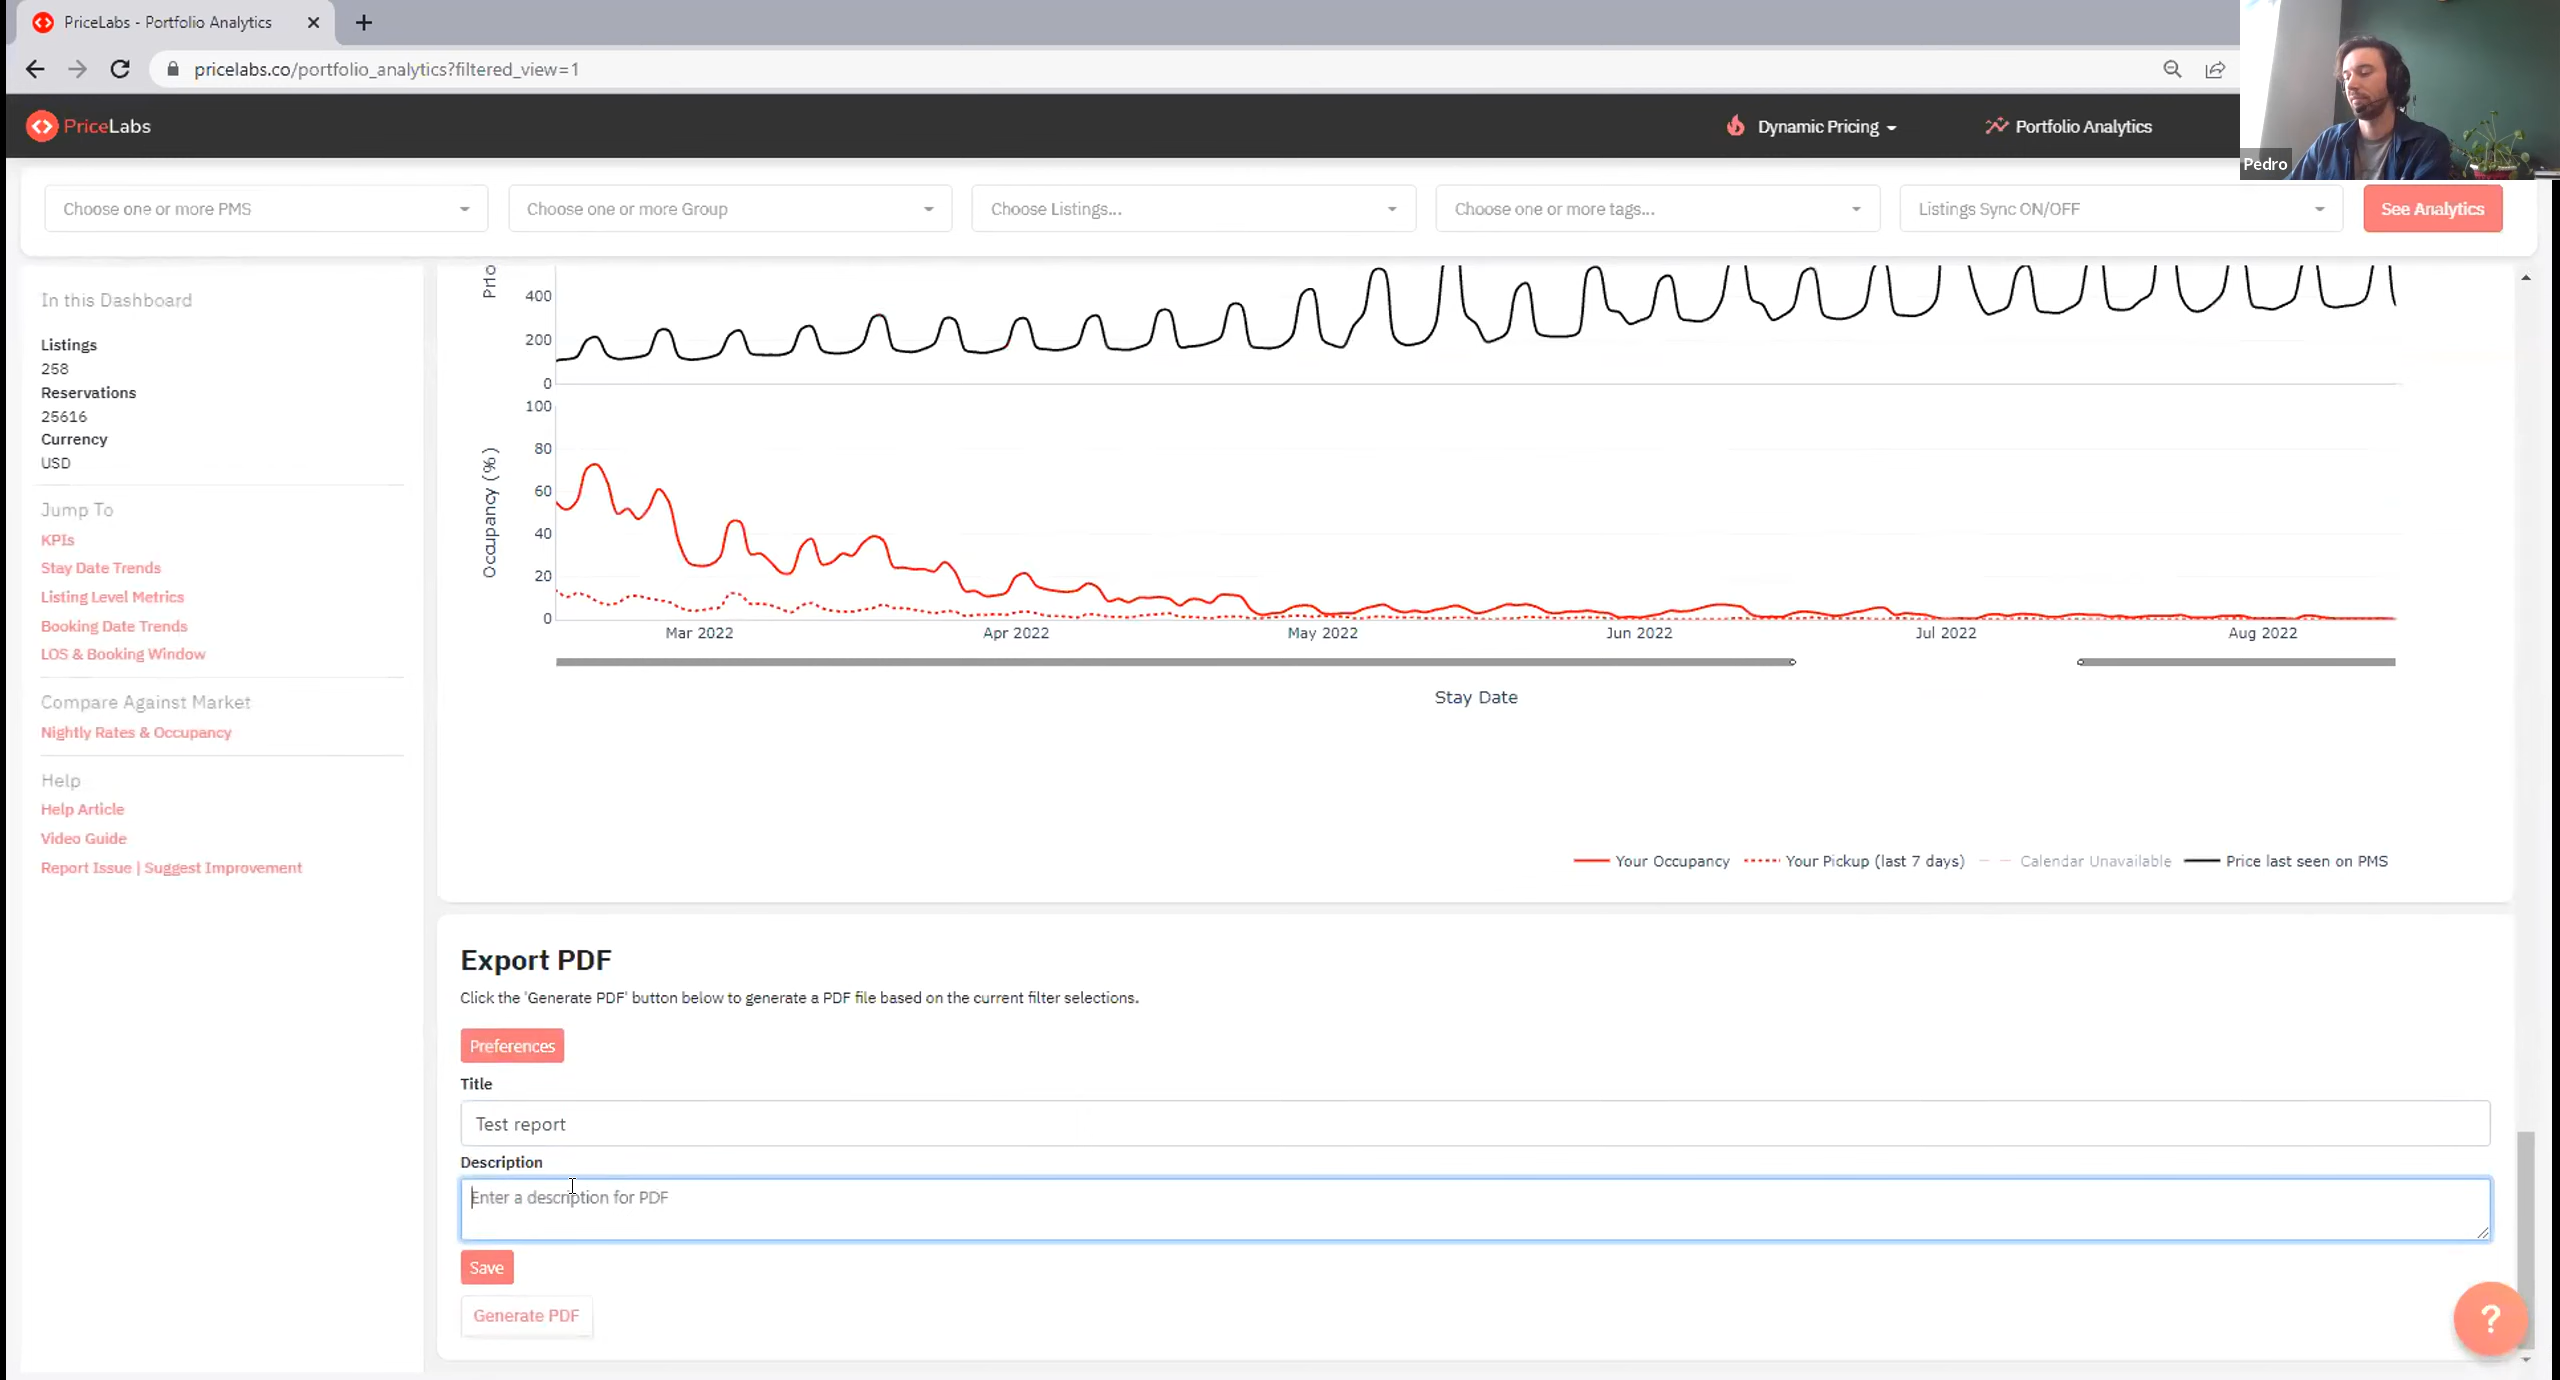 PriceLabs - Portfolio Analytics
pricelabs.co/portfolio_analytics?filtered_view=1
PriceLabs
Dynamic Pricing
Portfolio Analytics
Pedro
Choose one or more PMS
Choose one or more Group
Choose Listings...
Choose one or more tags...
Listings Sync ON/OFF
See Analytics
In this Dashboard
Listings
258
Reservations
25616
Currency
USD
Jump To
KPIs
Stay Date Trends
Listing Level Metrics
Booking Date Trends
LOS & Booking Window
Compare Against Market
Nightly Rates & Occupancy
Help
Help Article
Video Guide
Report Issue | Suggest Improvement
Pric
400
200
0
Occupancy (%)
100
80
60
40
20
0
Mar 2022
Apr 2022
May 2022
Jun 2022
Jul 2022
Aug 2022
Stay Date
Your Occupancy
Your Pickup (last 7 days)
Calendar Unavailable
Price last seen on PMS
Export PDF
Click the 'Generate PDF' button below to generate a PDF file based on the current filter selections.
Preferences
Title
Test report
Description
Enter a description for PDF
Save
Generate PDF
?